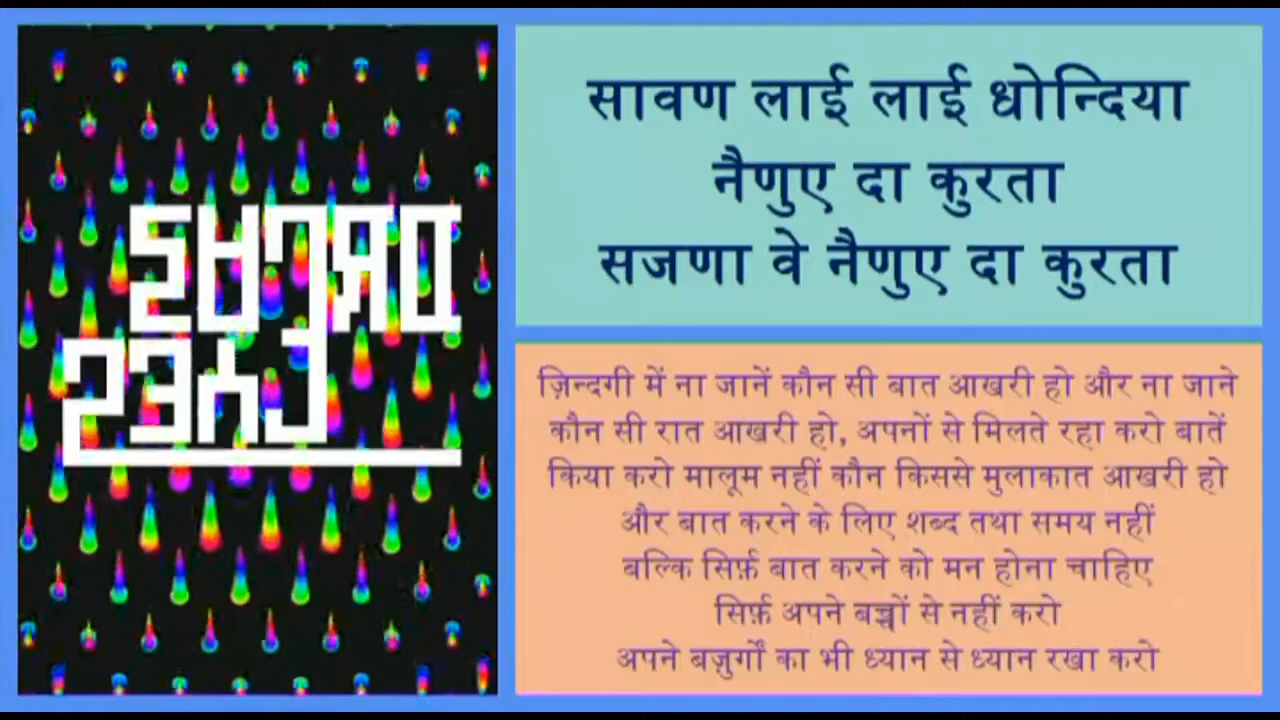 सावण लाई लाई धोन्दिया
नैणुए दा कुरता
सजणा वे नैणुए दा कुरता
ज़िन्दगी में ना जानें कौन सी बात आखरी हो और ना जाने
कौन सी रात आखरी हो, अपनों से मिलते रहा करो बातें
किया करो मालूम नहीं कौन किससे मुलाकात आखरी हो
और बात करने के लिए शब्द तथा समय नहीं
बल्कि सिर्फ़ बात करने को मन होना चाहिए
सिर्फ़ अपने बच्चों से नहीं करो
अपने बज़ुर्गों का भी ध्यान से ध्यान रखा करो